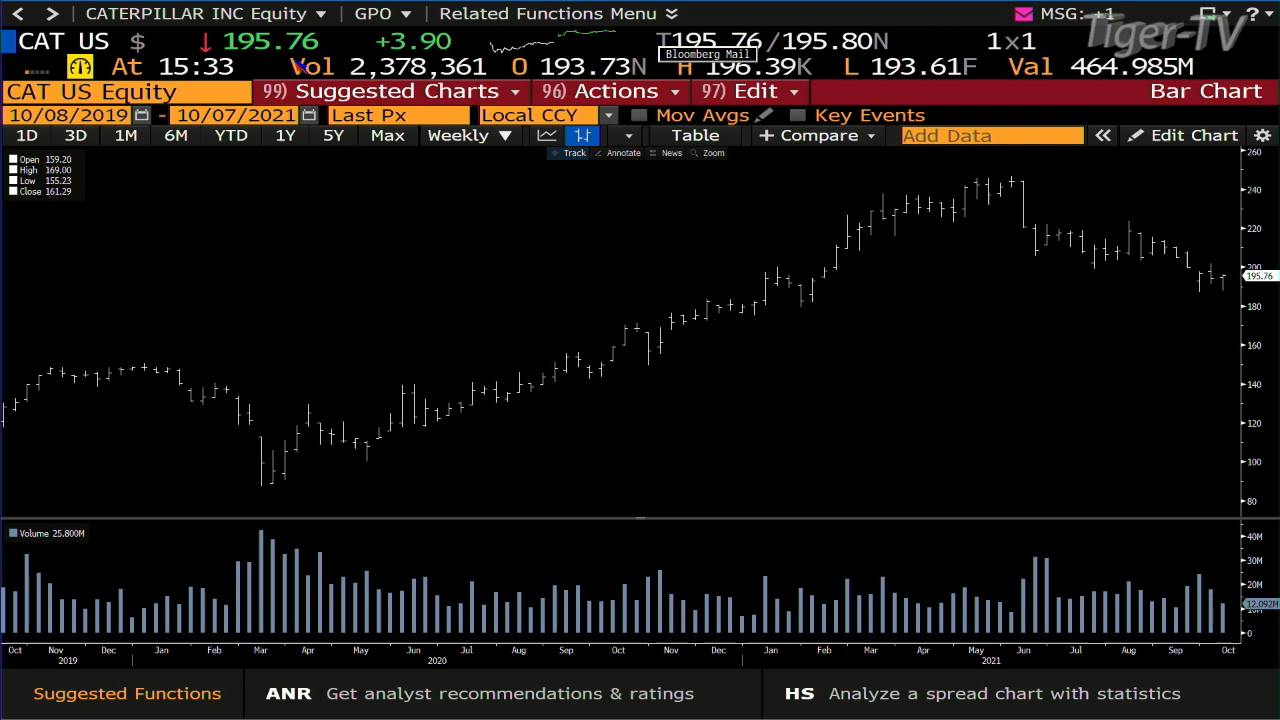 CATERPILLAR INC Equity GPO Related Functions Menu MSG: +1 ?
CAT US $ 195.76 +3.90 T195.76/195.80N 1x1
Tiger-TV
Bloomberg Mail
At 15:33 Vol 2,378,361 O 193.73N H 196.39K L 193.61F Val 464.985M
CAT US Equity 99) Suggested Charts 96) Actions 97) Edit Bar Chart
10/08/2019 - 10/07/2021 Last Px Local CCY Mov Avgs Key Events
1D 3D 1M 6M YTD 1Y 5Y Max Weekly Table + Compare Add Data Edit Chart
Track Annotate News Zoom
Open 159.20
High 169.00
Low 155.23
Close 161.29
260
240
220
200
195.76
180
160
140
120
100
80
Volume 25.800M
40M
30M
20M
12.092M
10M
0
Oct Nov Dec Jan Feb Mar Apr May Jun Jul Aug Sep Oct Nov Dec Jan Feb Mar Apr May Jun Jul Aug Sep Oct
2019 2020 2021
Suggested Functions ANR Get analyst recommendations & ratings HS Analyze a spread chart with statistics